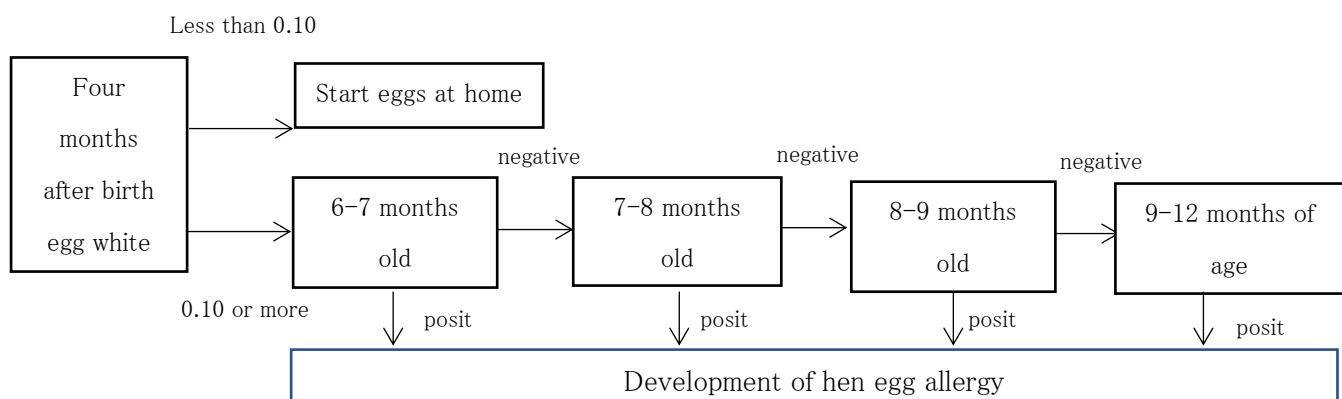 Less than 0.10
Four
months
after birth
egg white
Start eggs at home
negative
negative
negative
6-7 months
old
7-8 months
old
8-9 months
old
9-12 months of
age
0.10 or more
posit
posit
posit
posit
Development of hen egg allergy